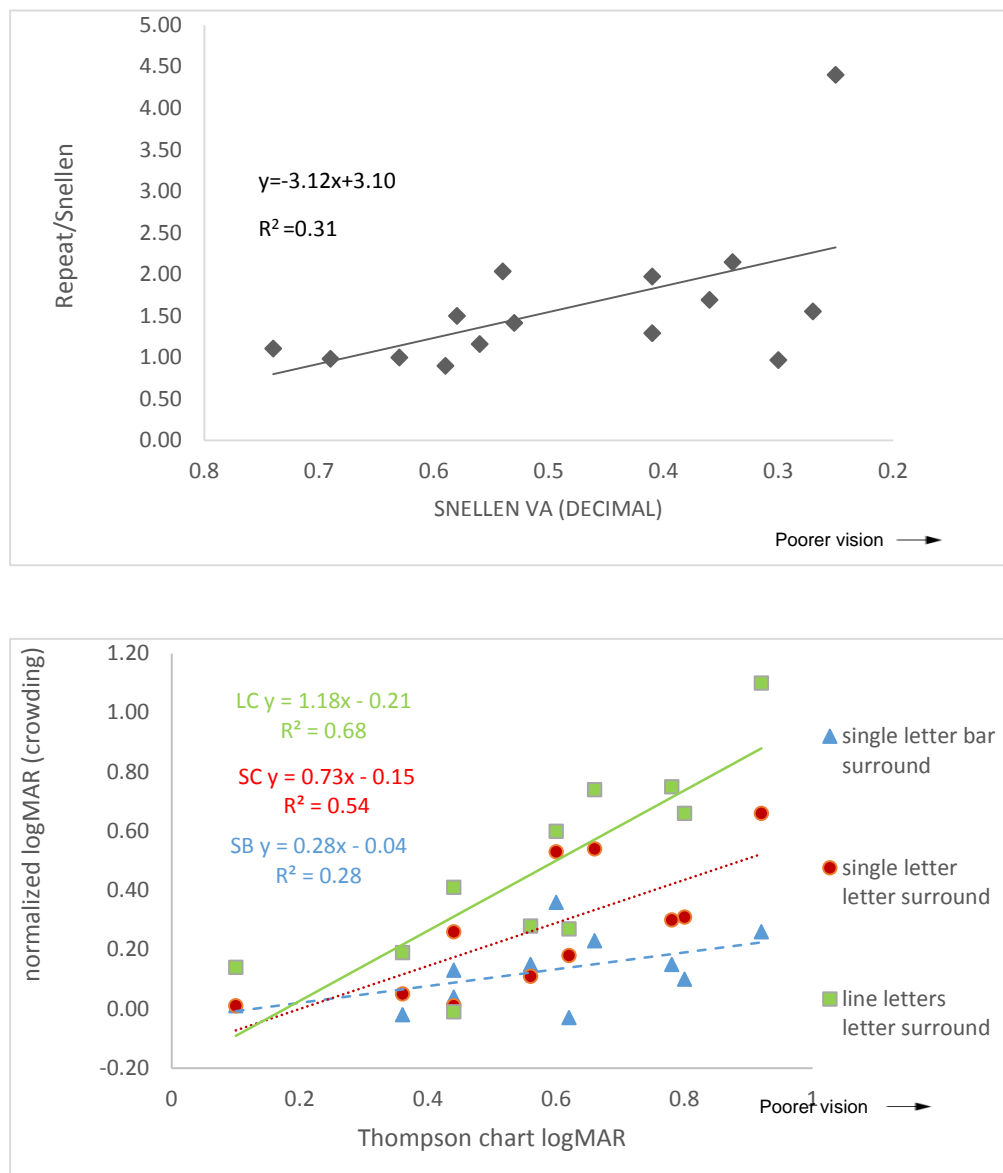 5.00
4.50
4.00
3.50
3.00
2.50
2.00
1.50
1.00
0.50
0.00
Repeat/Snellen
y=-3.12x+3.10
R² =0.31
0.8 0.7 0.6 0.5 0.4 0.3 0.2
SNELLEN VA (DECIMAL)
Poorer vision
1.20
1.00
0.80
0.60
0.40
0.20
0.00
-0.20
normalized logMAR (crowding)
LC y = 1.18x - 0.21
R² = 0.68
SC y = 0.73x - 0.15
R² = 0.54
SB y = 0.28x - 0.04
R² = 0.28
single letter bar
surround
single letter
letter surround
line letters
letter surround
0 0.2 0.4 0.6 0.8 1
Poorer vision
Thompson chart logMAR